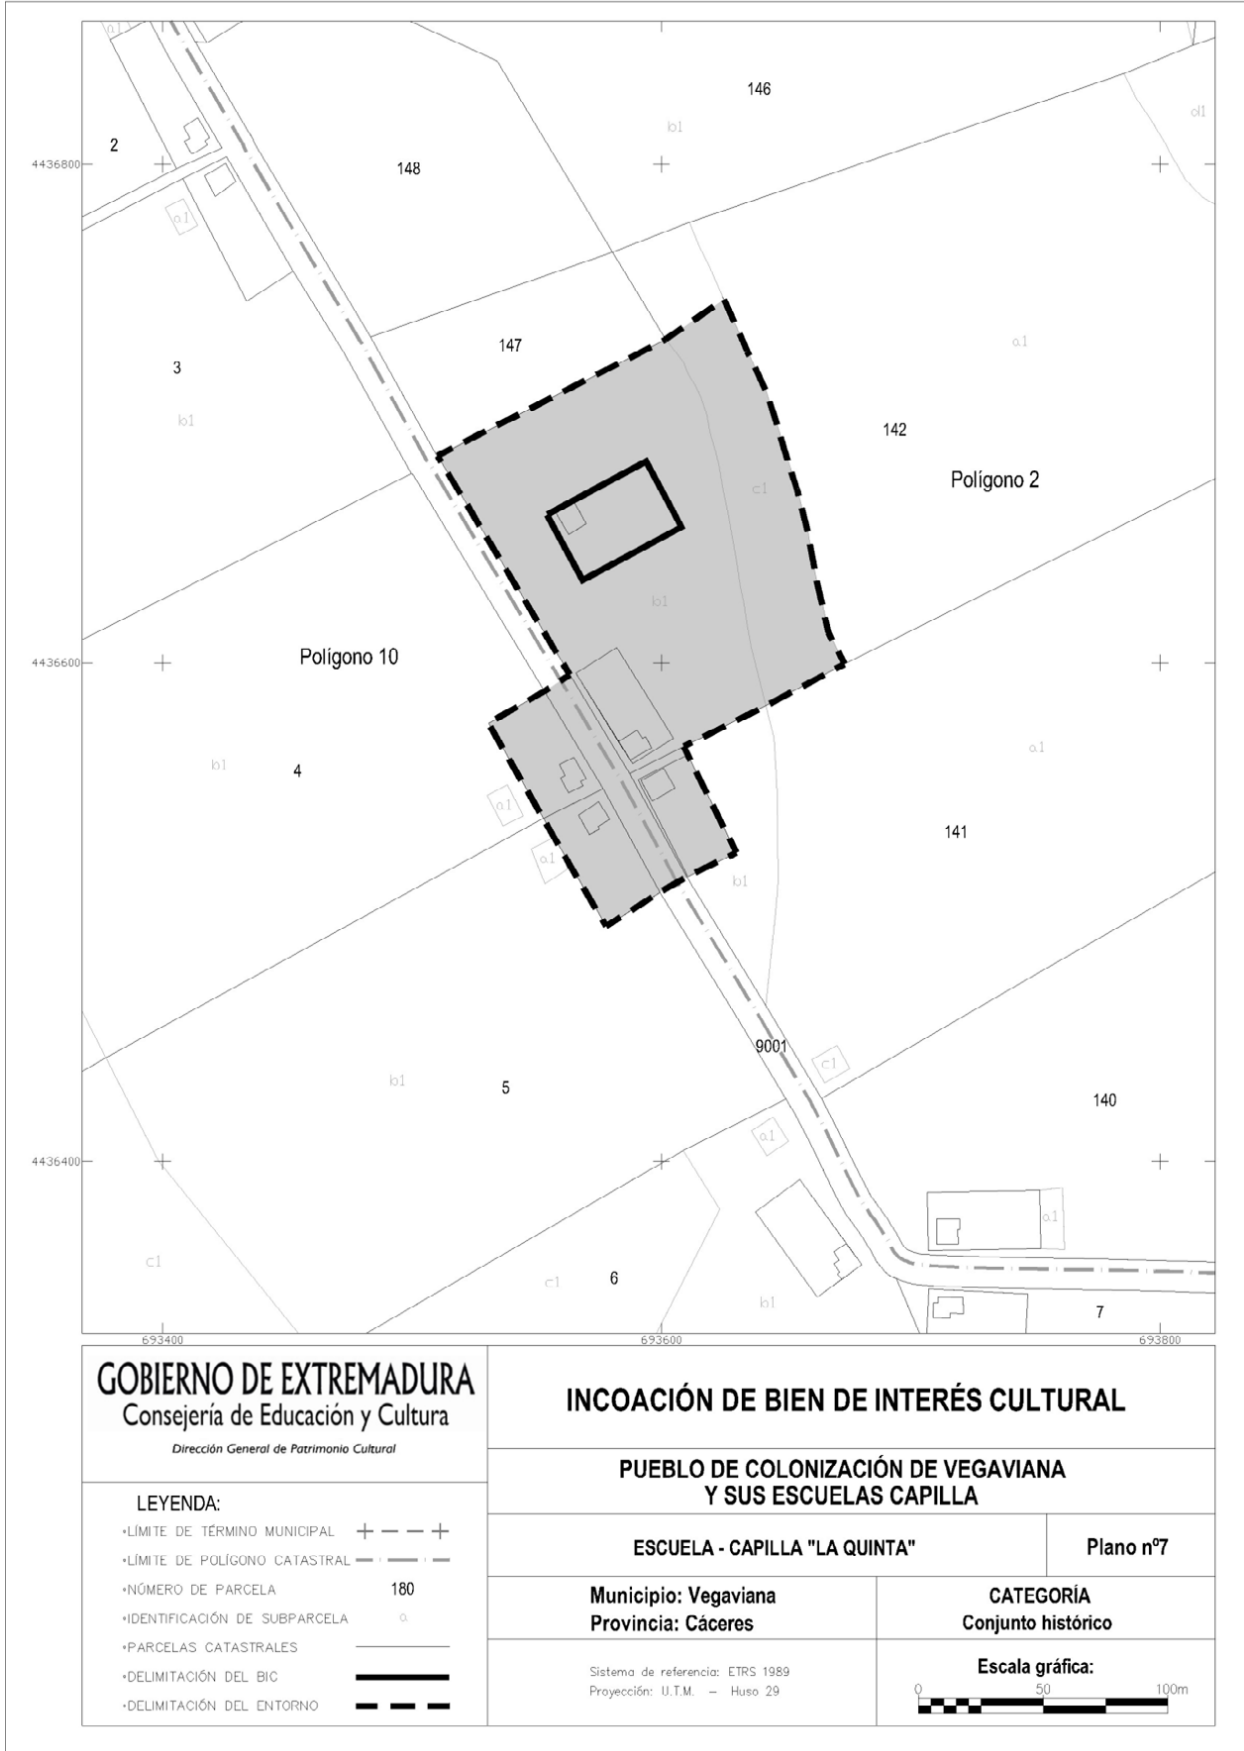 a1
146
b1
d1
2
148
4436800
a1
147
a1
3
b1
142
Polígono 2
c1
b1
4436600
Polígono 10
a1
b1
4
a1
141
a1
b1
9001
c1
b1
5
140
a1
4436400
a1
c1
c1
6
b1
7
693400
693600
693800
GOBIERNO DE EXTREMADURA
Consejería de Educación y Cultura
Dirección General de Patrimonio Cultural
INCOACIÓN DE BIEN DE INTERÉS CULTURAL
PUEBLO DE COLONIZACIÓN DE VEGAVIANA
Y SUS ESCUELAS CAPILLA
ESCUELA - CAPILLA "LA QUINTA"
Plano nº7
Municipio: Vegaviana
Provincia: Cáceres
CATEGORÍA
Conjunto histórico
Sistema de referencia: ETRS 1989
Proyección: U.T.M. – Huso 29
Escala gráfica:
0 50 100m
LEYENDA:
•LÍMITE DE TÉRMINO MUNICIPAL
•LÍMITE DE POLÍGONO CATASTRAL
•NÚMERO DE PARCELA 180
•IDENTIFICACIÓN DE SUBPARCELA a
•PARCELAS CATASTRALES
•DELIMITACIÓN DEL BIC
•DELIMITACIÓN DEL ENTORNO